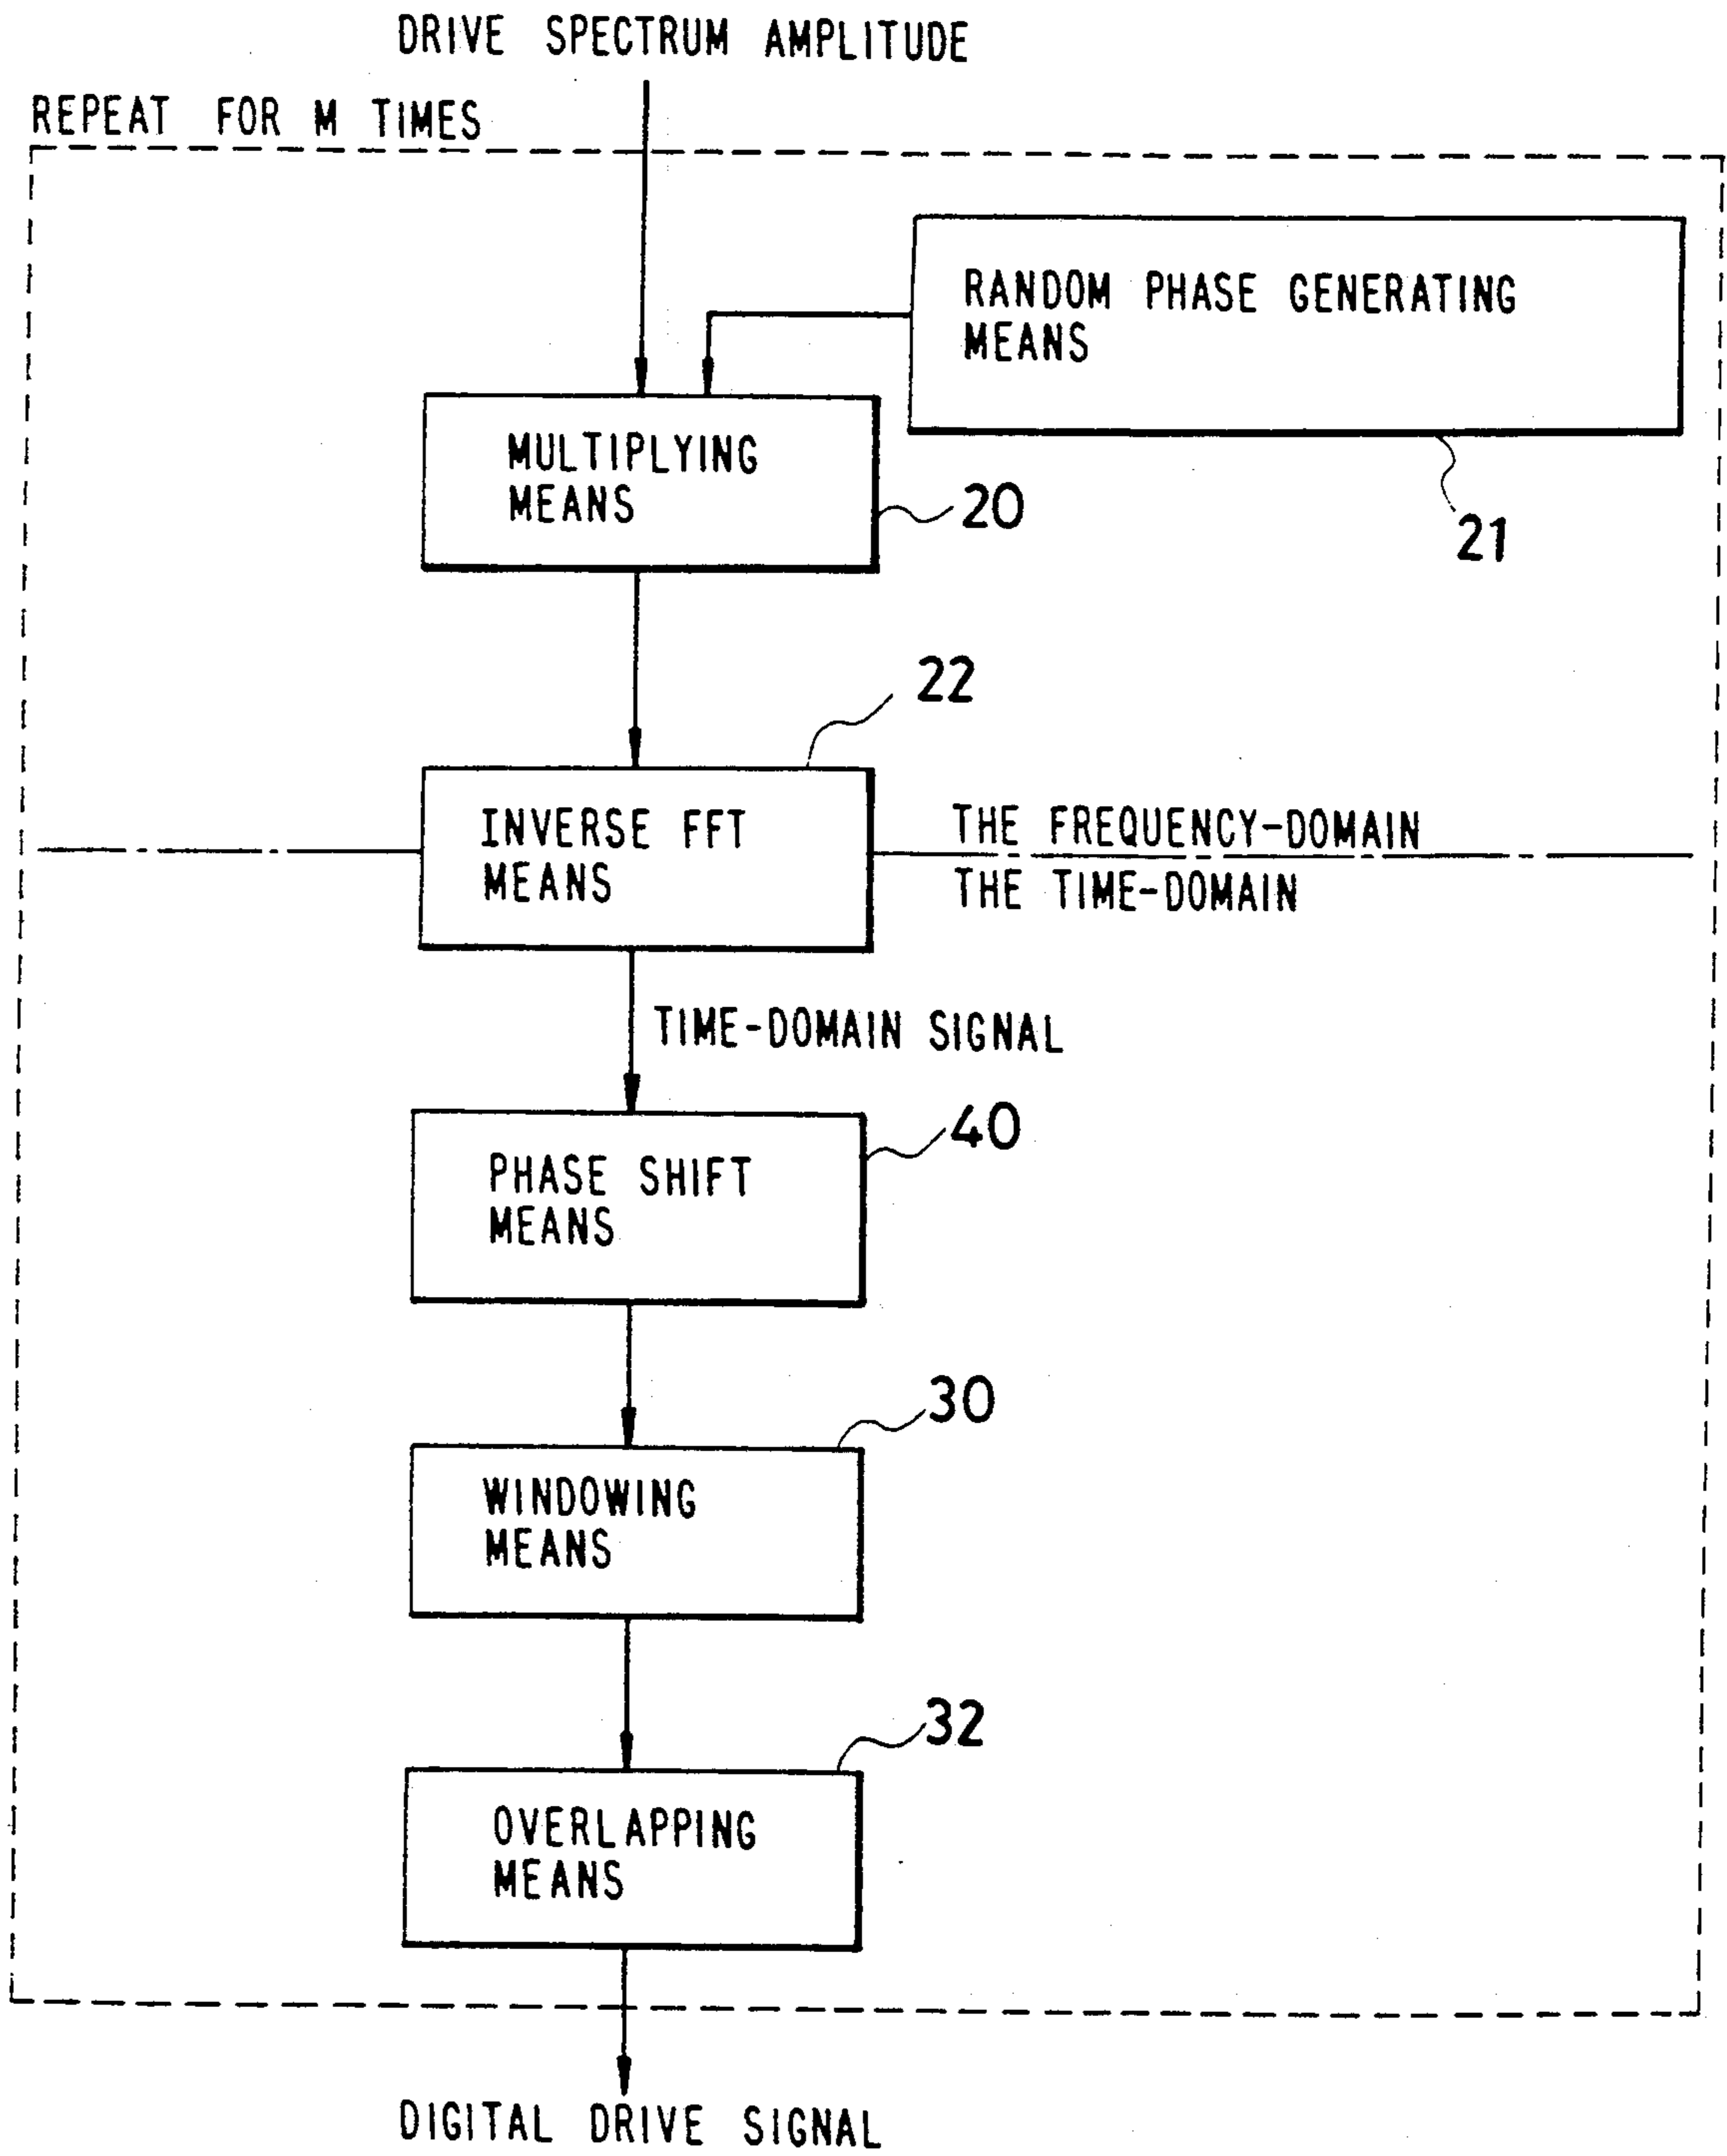 DRIVE SPECTRUM AMPLITUDE
REPEAT FOR M TIMES
RANDOM PHASE GENERATING
MEANS
MULTIPLYING
MEANS
20
21
22
INVERSE FFT
MEANS
THE FREQUENCY-DOMAIN
THE TIME-DOMAIN
TIME-DOMAIN SIGNAL
40
PHASE SHIFT
MEANS
30
WINDOWING
MEANS
32
OVERLAPPING
MEANS
DIGITAL DRIVE SIGNAL